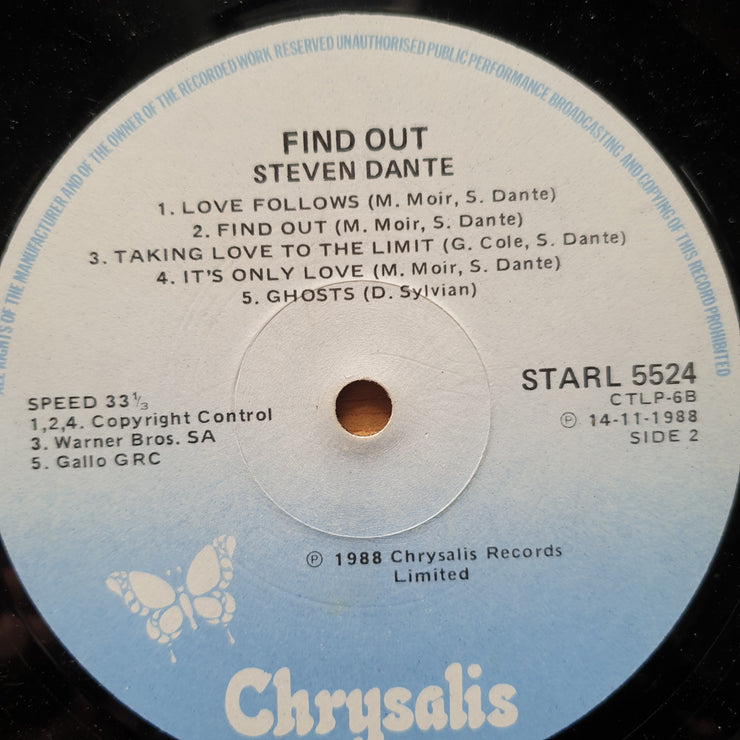 ALL RIGHTS OF THE MANUFACTURER AND OF THE OWNER OF THE RECORDED WORK RESERVED UNAUTHORISED PUBLIC PERFORMANCE BROADCASTING AND COPYING OF THIS RECORD PROHIBITED
FIND OUT
STEVEN DANTE
1. LOVE FOLLOWS (M. Moir, S. Dante)
2. FIND OUT (M. Moir, S. Dante)
3. TAKING LOVE TO THE LIMIT (G. Cole, S. Dante)
4. IT'S ONLY LOVE (M. Moir, S. Dante)
5. GHOSTS (D. Sylvian)
SPEED 33⅓
1,2,4. Copyright Control
3. Warner Bros. SA
5. Gallo GRC
STARL 5524
CTLP-6B
℗ 14-11-1988
SIDE 2
℗ 1988 Chrysalis Records
Limited
Chrysalis